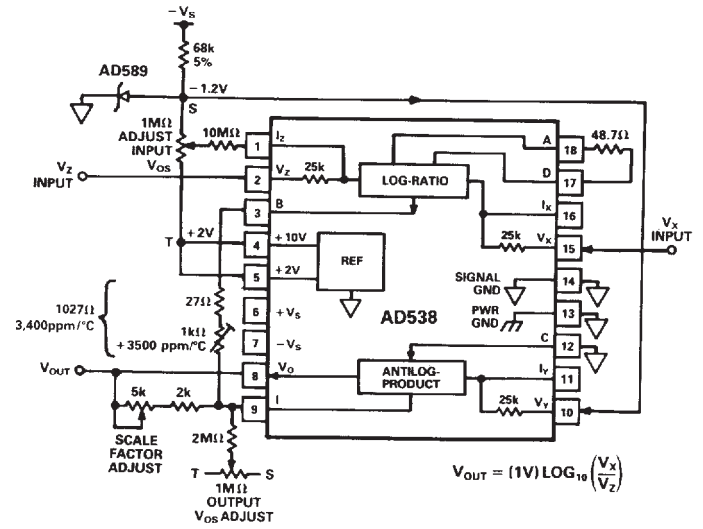 −VS
68k
5%
AD589
−1.2V
S
1MΩ
ADJUST
INPUT
VOS
10MΩ
1
IZ
VZ
INPUT
2
VZ
25k
LOG-RATIO
A
18
48.7Ω
D
17
3
B
IX
16
VX
INPUT
25k
VX
15
T
+2V
4
+10V
REF
5
+2V
SIGNAL
GND
14
27Ω
1027Ω
3,400ppm/°C
6
+VS
AD538
PWR
GND
13
1kΩ
+3500 ppm/°C
7
−VS
C
12
VOUT
8
VO
ANTILOG-
PRODUCT
IY
11
5k
2k
9
I
25k
VY
10
SCALE
FACTOR
ADJUST
2MΩ
T
S
1MΩ
OUTPUT
VOS ADJUST
VOUT = (1V) LOG10 (VX/VZ)